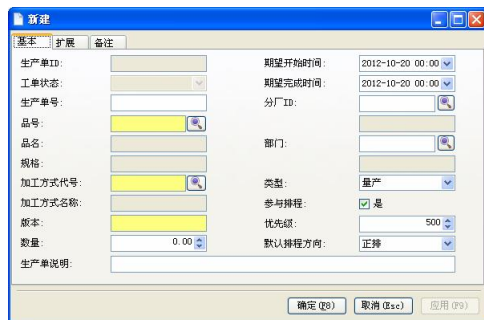 新建
基本 扩展 备注
生产单ID: 期望开始时间: 2012-10-20 00:00
工单状态: 期望完成时间: 2012-10-20 00:00
生产单号: 分厂ID:
品号:
品名: 部门:
规格:
加工方式代号: 类型: 量产
加工方式名称: 参与排程: 是
版本: 优先级: 500
数量: 0.00 默认排程方向: 正排
生产单说明:
确定(F8) 取消(Esc) 应用(F9)